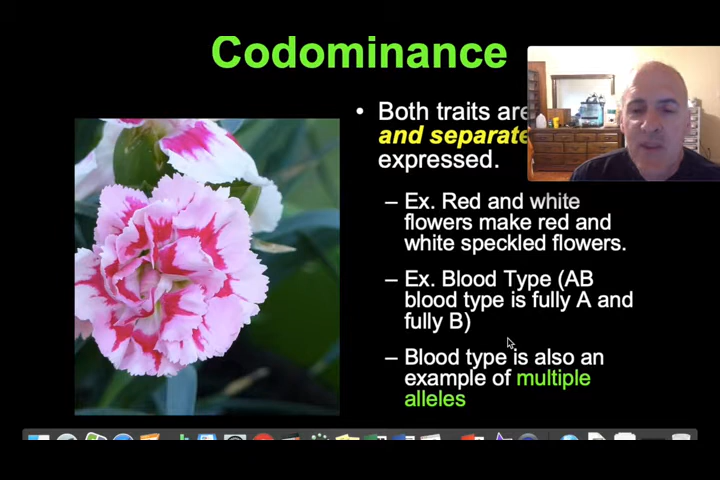 Codominance
• Both traits are
and separate
expressed.
– Ex. Red and white
flowers make red and
white speckled flowers.
– Ex. Blood Type (AB
blood type is fully A and
fully B)
– Blood type is also an
example of multiple
alleles